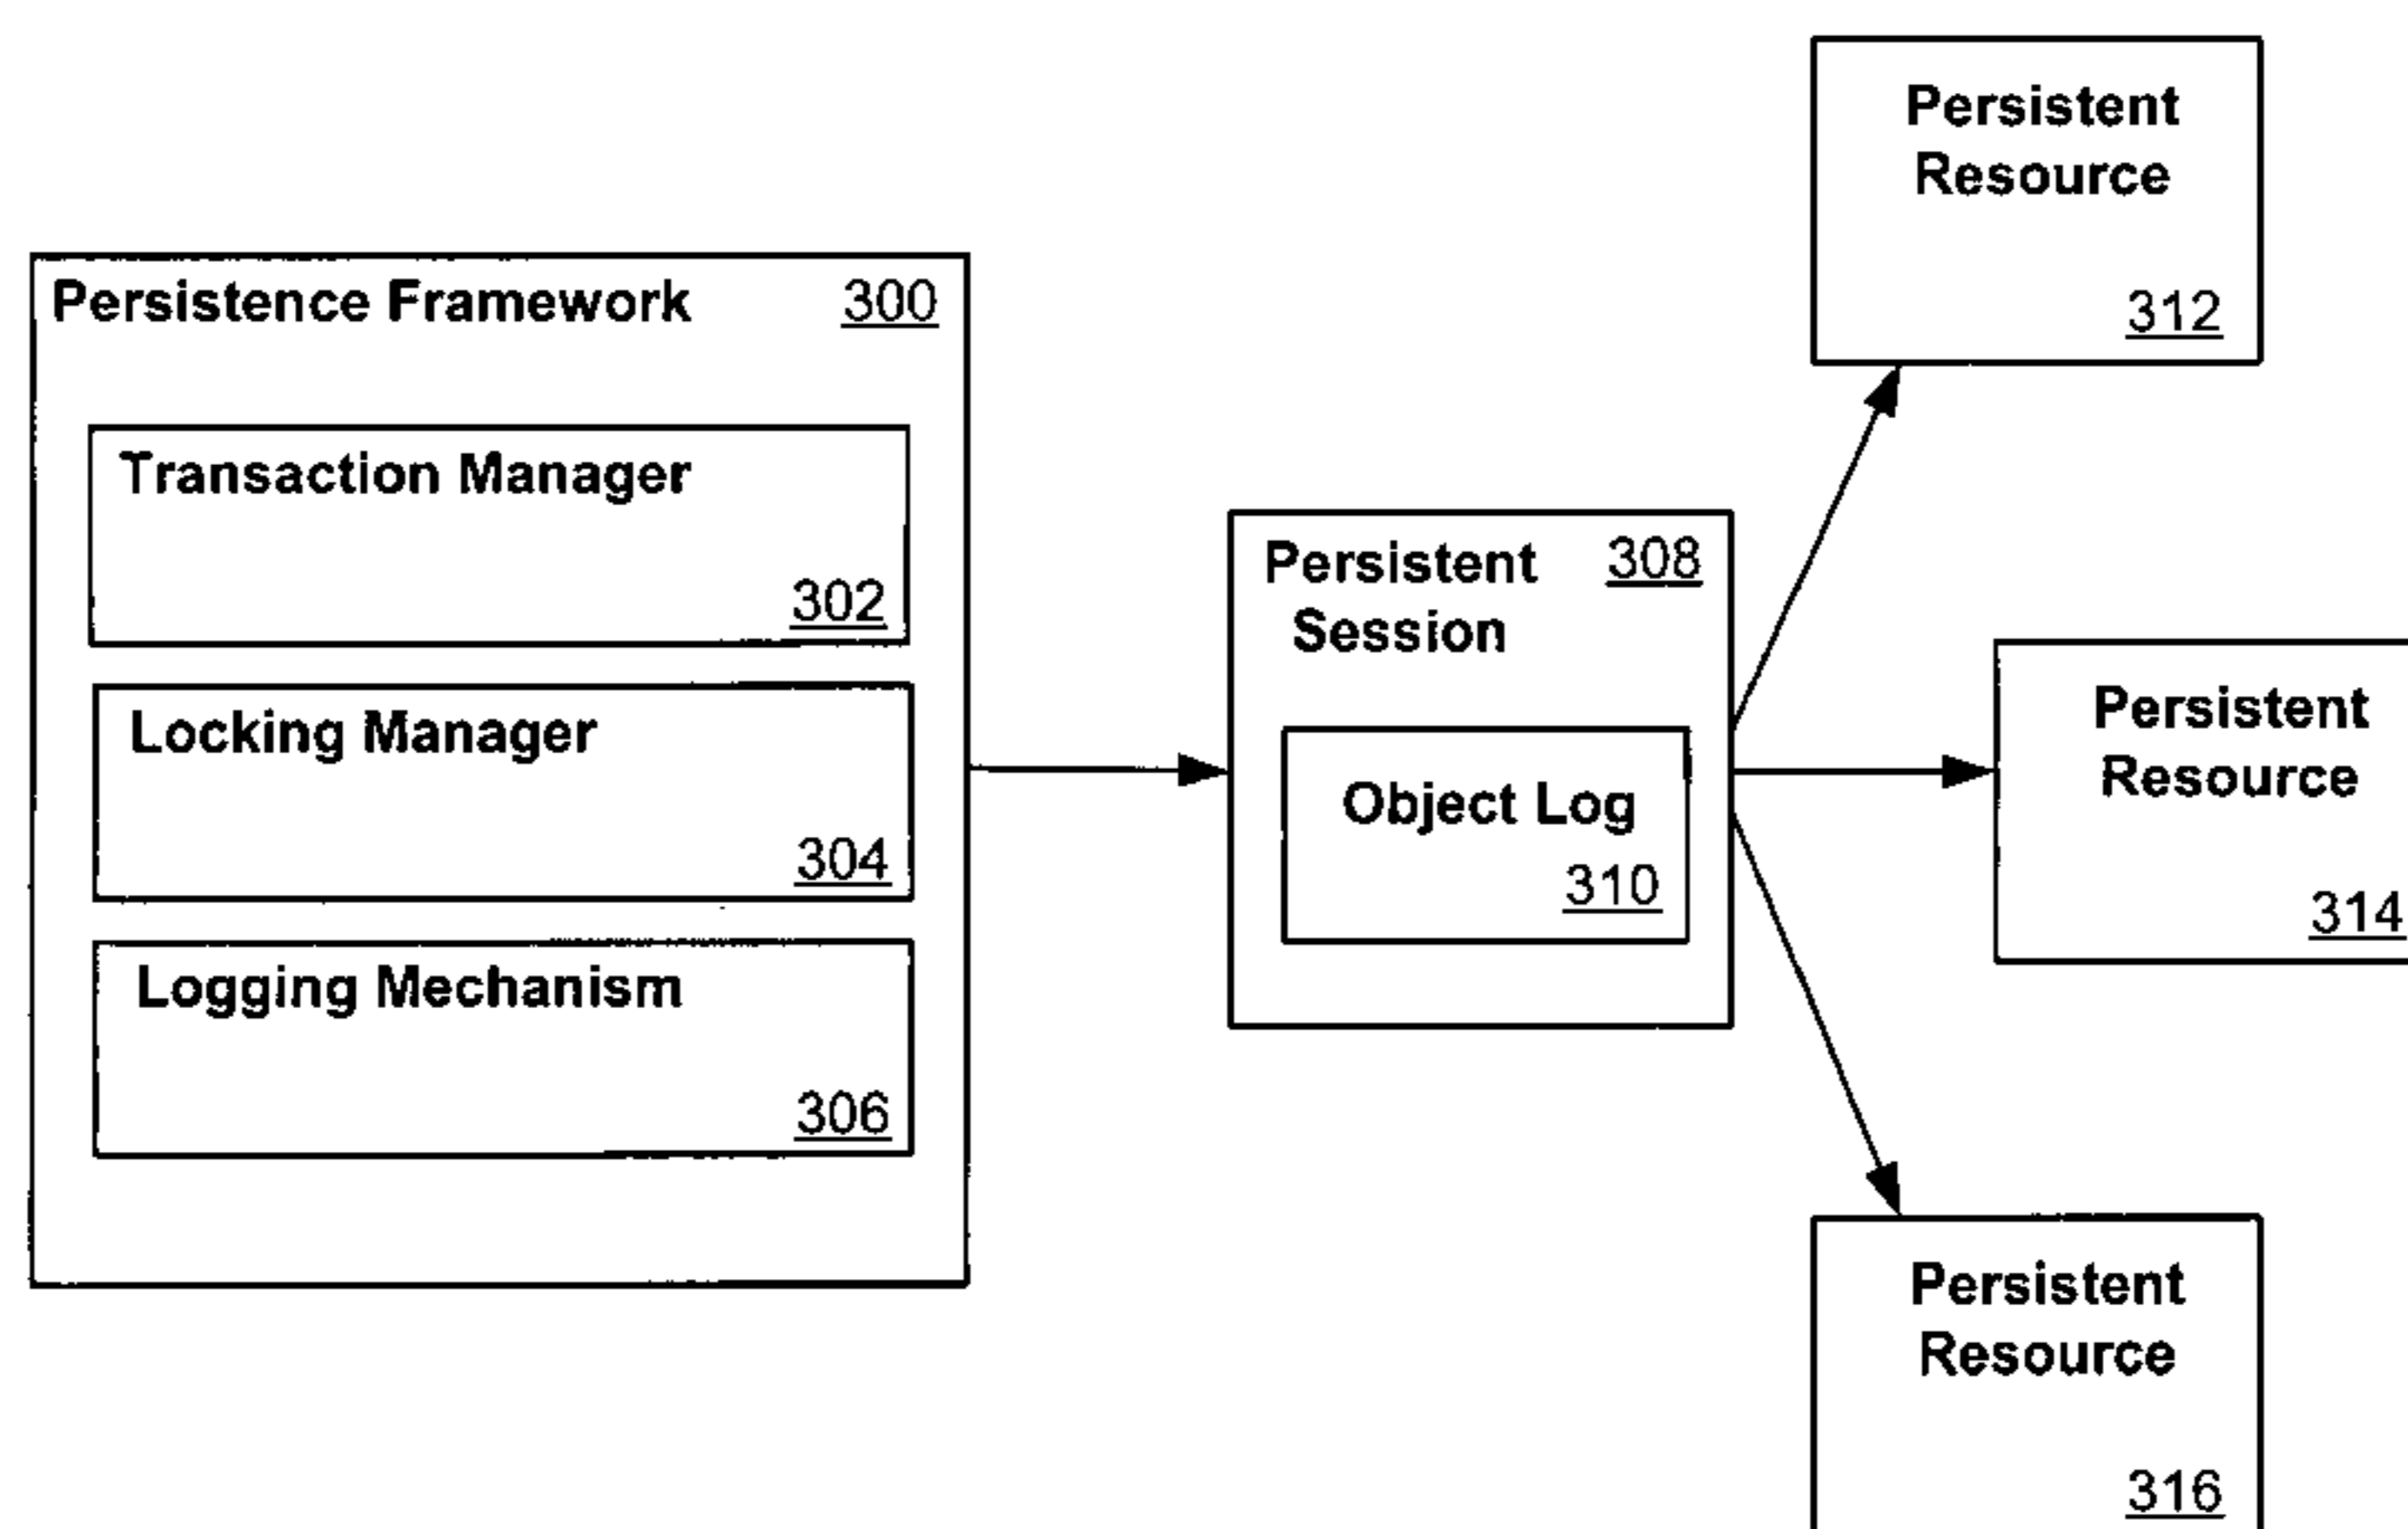 Persistence Framework 300
Transaction Manager
302
Locking Manager
304
Logging Mechanism
306
Persistent 308
Session
Object Log
310
Persistent
Resource
312
Persistent
Resource
314
Persistent
Resource
316